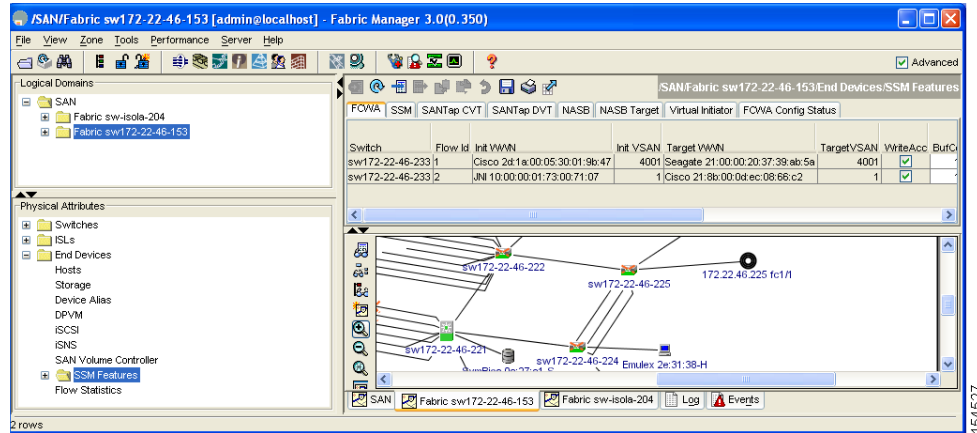 /SAN/Fabric sw172-22-46-153 [admin@localhost] - Fabric Manager 3.0(0.350)
File View Zone Tools Performance Server Help
Advanced
Logical Domains
SAN
Fabric sw-isola-204
Fabric sw172-22-46-153
Physical Attributes
Switches
ISLs
End Devices
Hosts
Storage
Device Alias
DPVM
iSCSI
iSNS
SAN Volume Controller
SSM Features
Flow Statistics
/SAN/Fabric sw172-22-46-153/End Devices/SSM Features
FCWA SSM SANTap CVT SANTap DVT NASB NASB Target Virtual Initiator FCWA Config Status
Switch Flow Id Init WWN Init VSAN Target WWN TargetVSAN WriteAcc
sw172-22-46-233 1 Cisco 2d:1a:00:05:30:01:9b:47 4001 Seagate 21:00:00:20:37:39:ab:5a 4001
sw172-22-46-233 2 JNI 10:00:00:01:73:00:71:07 1 Cisco 21:8b:00:0d:ec:08:66:c2 1
sw172-22-46-222
172.22.46.225 fc1/1
sw172-22-46-225
sw172-22-46-221
sw172-22-46-224
Emulex 2e:31:38-H
SAN Fabric sw172-22-46-153 Fabric sw-isola-204 Log Events
2 rows
154527